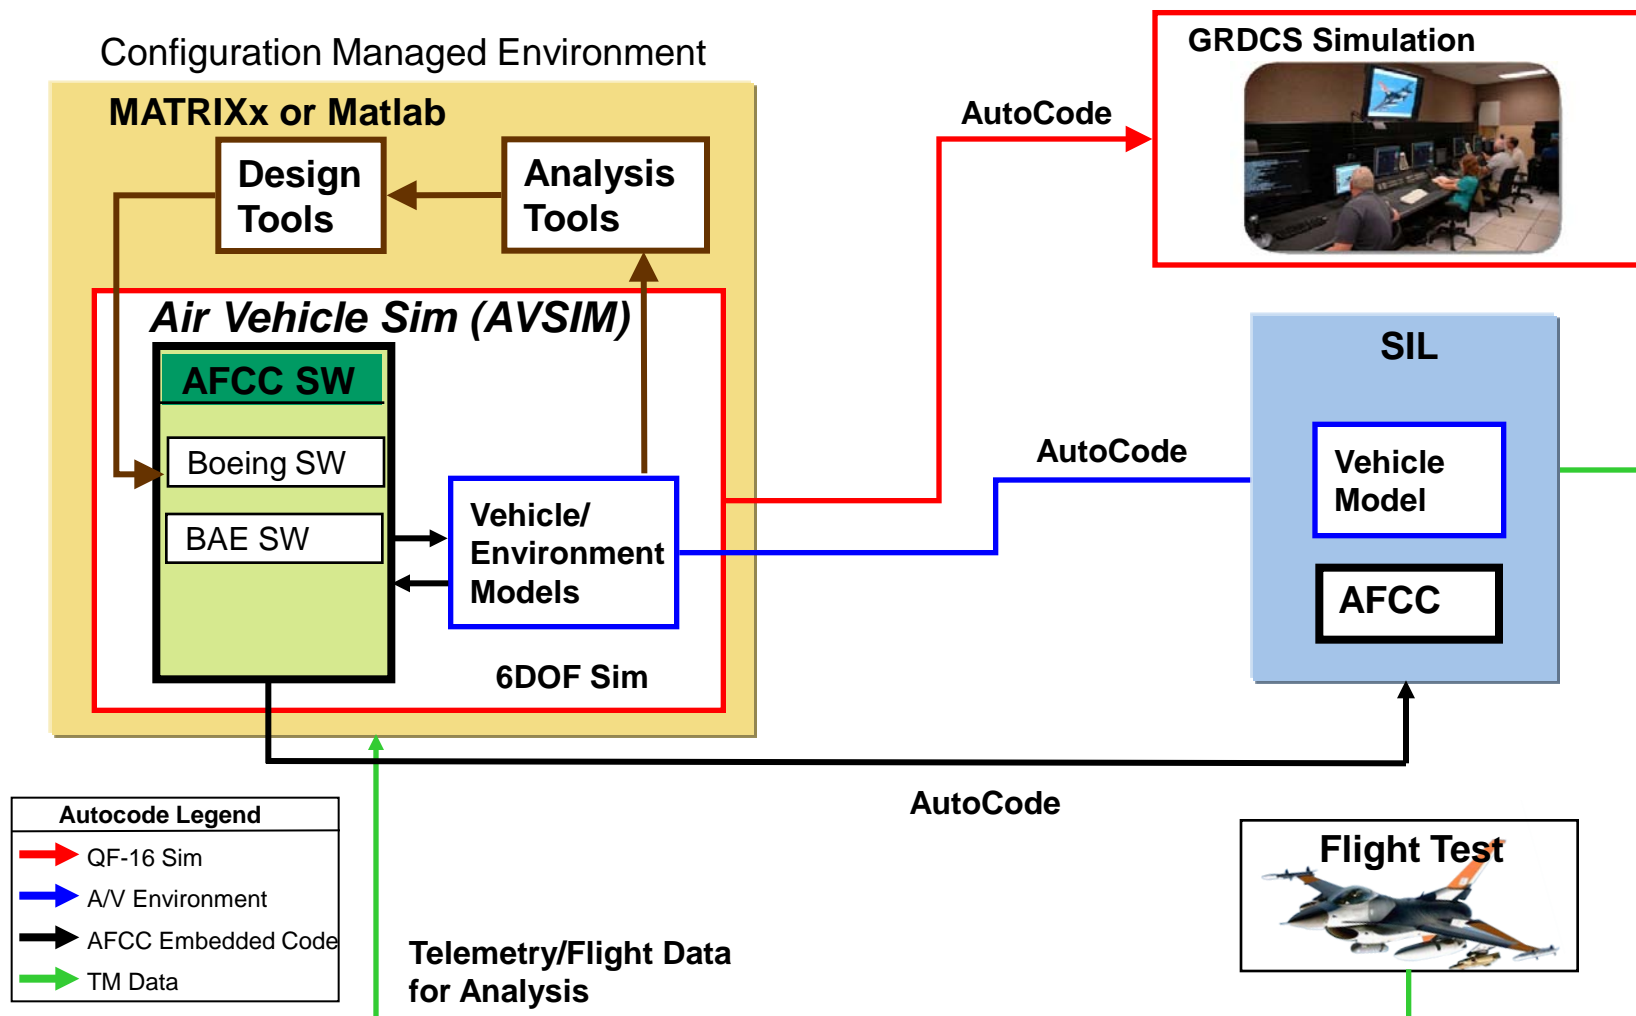 Configuration Managed Environment
MATRIXx or Matlab
Design
Tools
Analysis
Tools
Air Vehicle Sim (AVSIM)
AFCC SW
Boeing SW
BAE SW
Vehicle/
Environment
Models
6DOF Sim
AutoCode
GRDCS Simulation
AutoCode
SIL
Vehicle
Model
AFCC
AutoCode
Flight Test
Telemetry/Flight Data
for Analysis
Autocode Legend
QF-16 Sim
A/V Environment
AFCC Embedded Code
TM Data